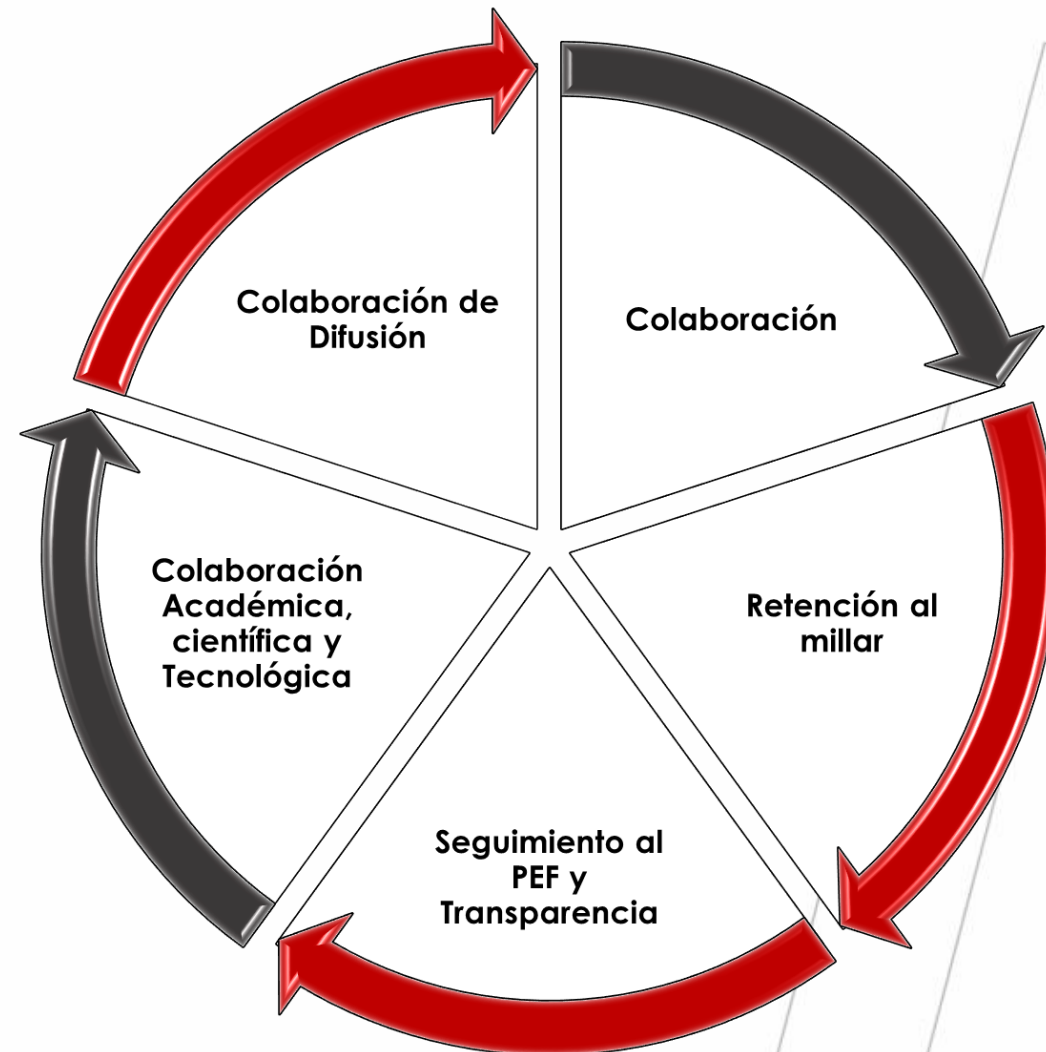 Colaboración de
Difusión
Colaboración
Retención al
millar
Seguimiento al
PEF y
Transparencia
Colaboración
Académica,
científica y
Tecnológica